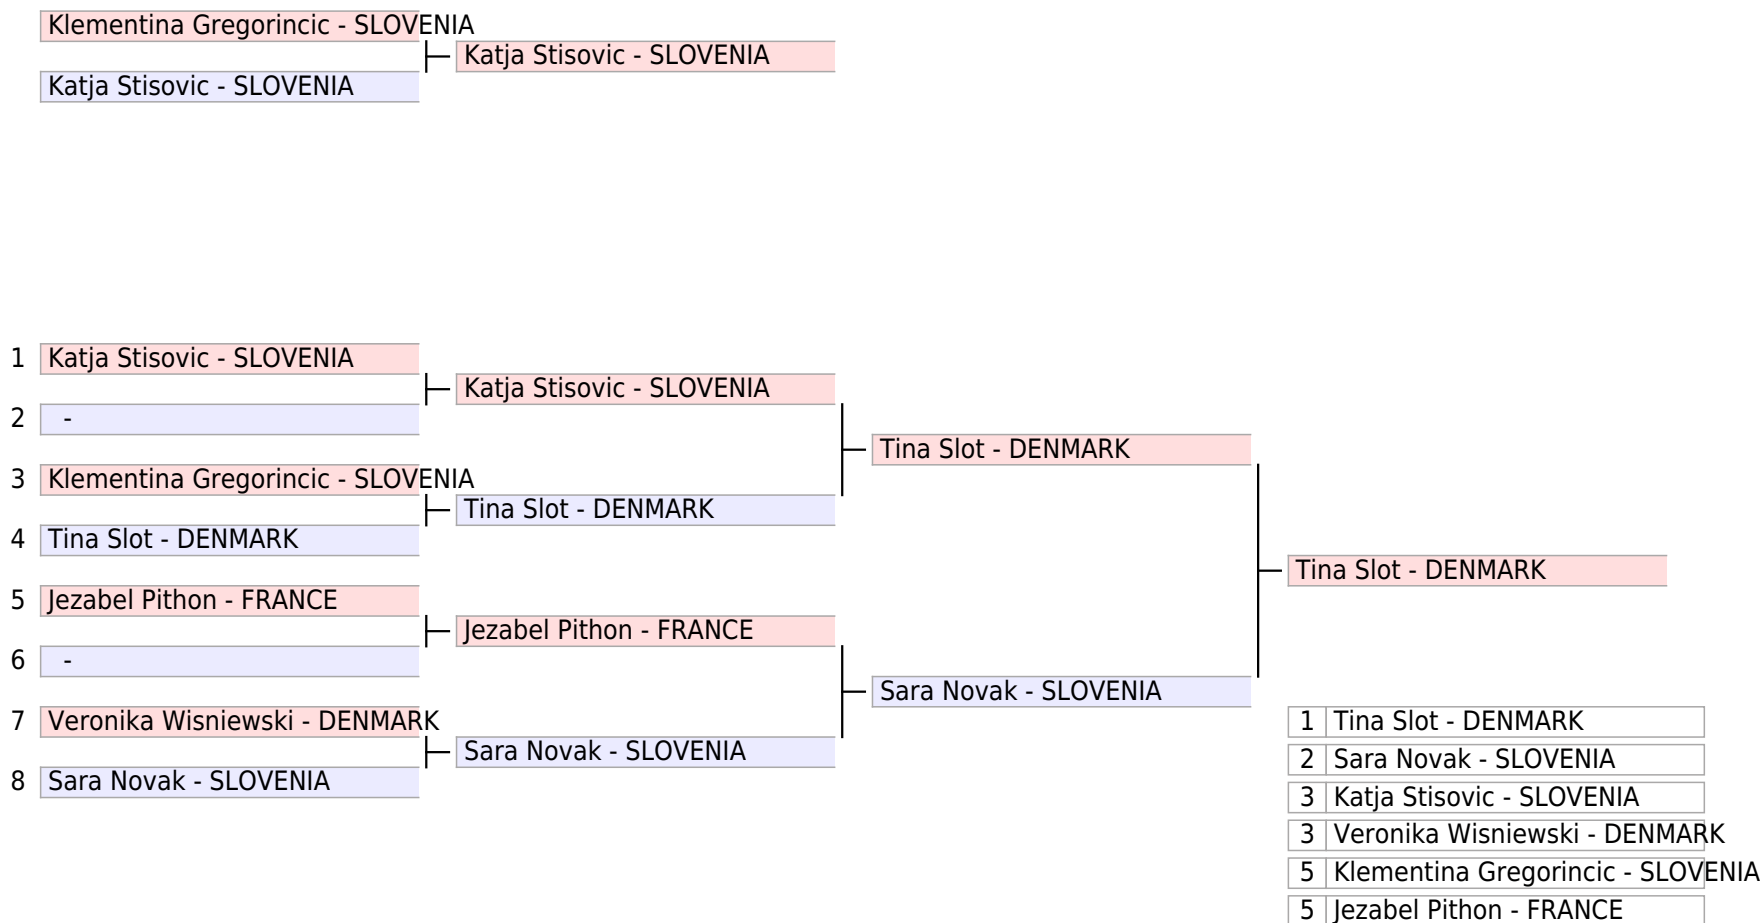 Klementina Gregorincic - SLOVENIA
Katja Stisovic - SLOVENIA
Katja Stisovic - SLOVENIA
1 Katja Stisovic - SLOVENIA
Katja Stisovic - SLOVENIA
2 -
Tina Slot - DENMARK
3 Klementina Gregorincic - SLOVENIA
Tina Slot - DENMARK
4 Tina Slot - DENMARK
Tina Slot - DENMARK
5 Jezabel Pithon - FRANCE
Jezabel Pithon - FRANCE
6 -
Sara Novak - SLOVENIA
7 Veronika Wisniewski - DENMARK
Sara Novak - SLOVENIA
8 Sara Novak - SLOVENIA
1 Tina Slot - DENMARK
2 Sara Novak - SLOVENIA
3 Katja Stisovic - SLOVENIA
3 Veronika Wisniewski - DENMARK
5 Klementina Gregorincic - SLOVENIA
5 Jezabel Pithon - FRANCE